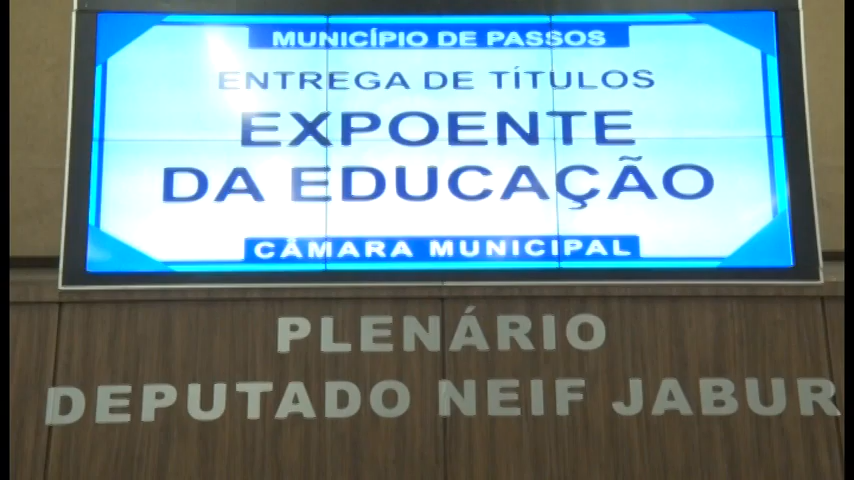 MUNICÍPIO DE PASSOS
ENTREGA DE TÍTULOS
EXPOENTE
DA EDUCAÇÃO
CÂMARA MUNICIPAL
PLENÁRIO
DEPUTADO NEIF JABUR